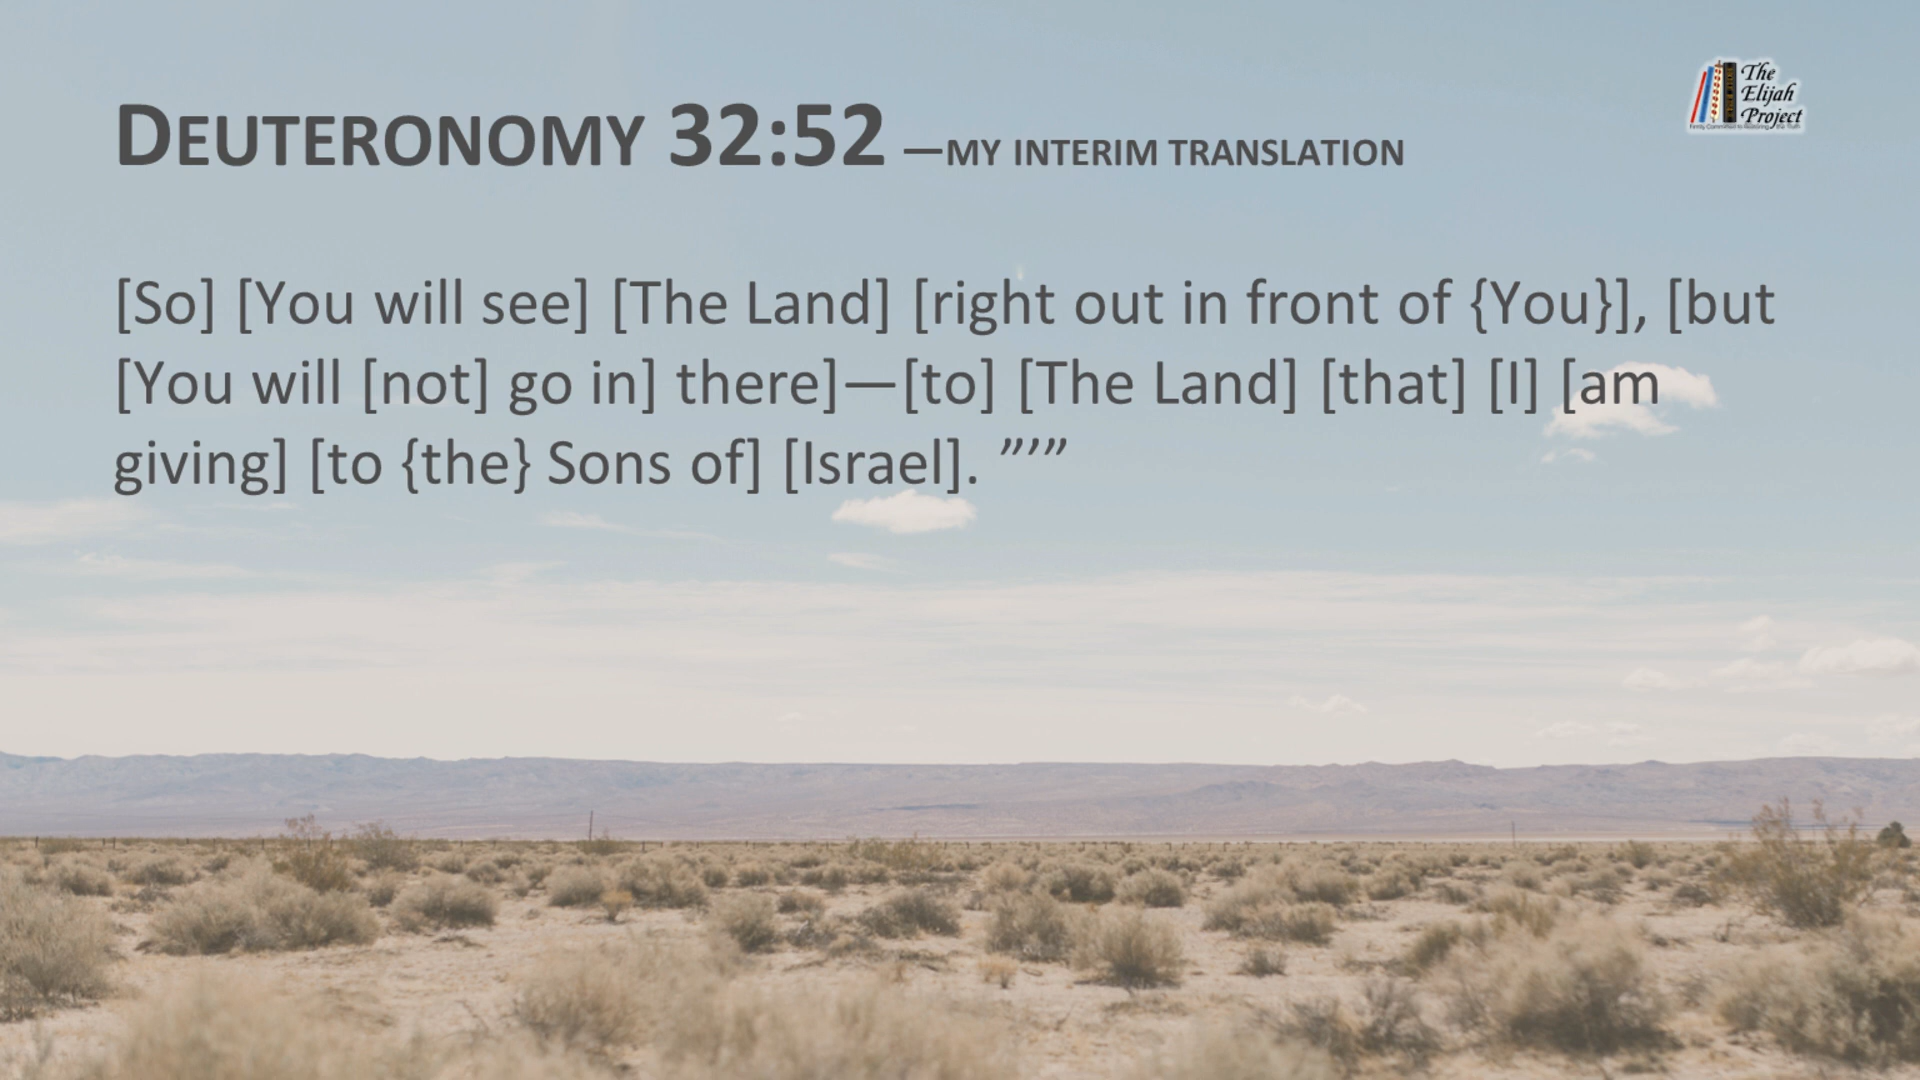 DEUTERONOMY 32:52 —MY INTERIM TRANSLATION
The
Elijah
Project
[So] [You will see] [The Land] [right out in front of {You}], [but
[You will [not] go in] there]—[to] [The Land] [that] [I] [am
giving] [to {the} Sons of] [Israel]. ”’”